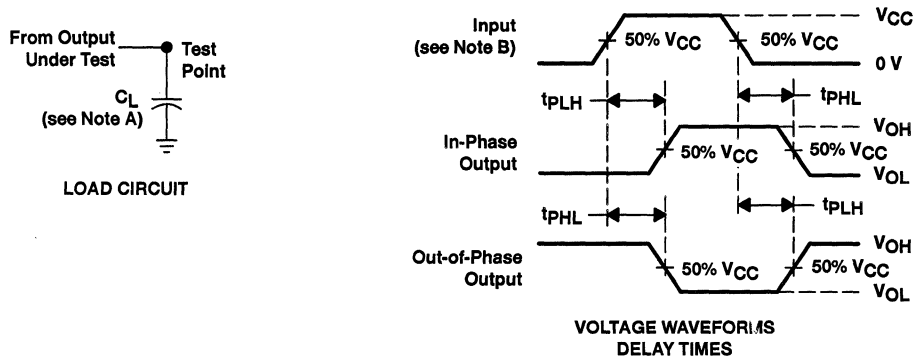 From Output
Under Test
Test
Point
CL
(see Note A)
LOAD CIRCUIT
Input
(see Note B)
50% VCC
50% VCC
VCC
0 V
tPLH
tPHL
In-Phase
Output
50% VCC
50% VCC
VOH
VOL
tPHL
tPLH
Out-of-Phase
Output
50% VCC
50% VCC
VOH
VOL
VOLTAGE WAVEFORMS
DELAY TIMES